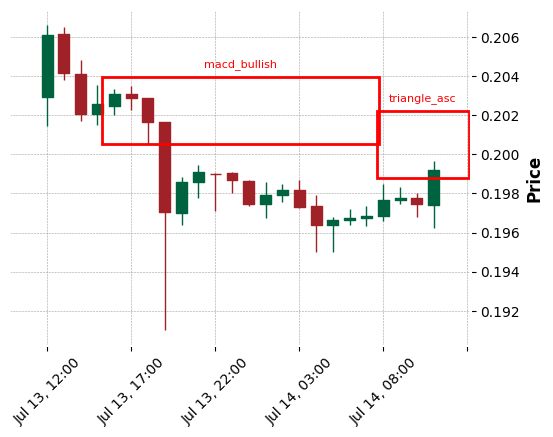 macd_bullish
triangle_asc
0.206
0.204
0.202
0.200
0.198
0.196
0.194
0.192
Price
Jul 13, 12:00
Jul 13, 17:00
Jul 13, 22:00
Jul 14, 03:00
Jul 14, 08:00